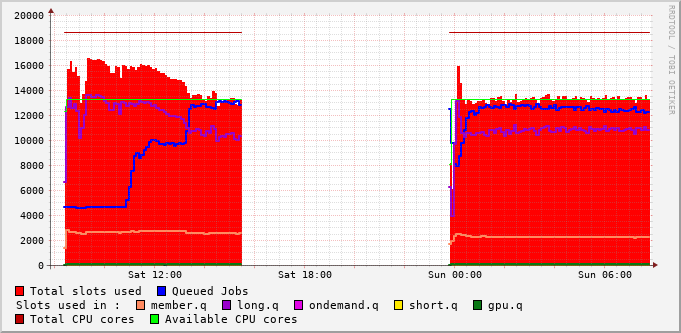 20000
18000
16000
14000
12000
10000
8000
6000
4000
2000
0
Sat 12:00 Sat 18:00 Sun 00:00 Sun 06:00
RRDTOOL / TOBI OETIKER
Total slots used Queued Jobs
Slots used in : member.q long.q ondemand.q short.q gpu.q
Total CPU cores Available CPU cores